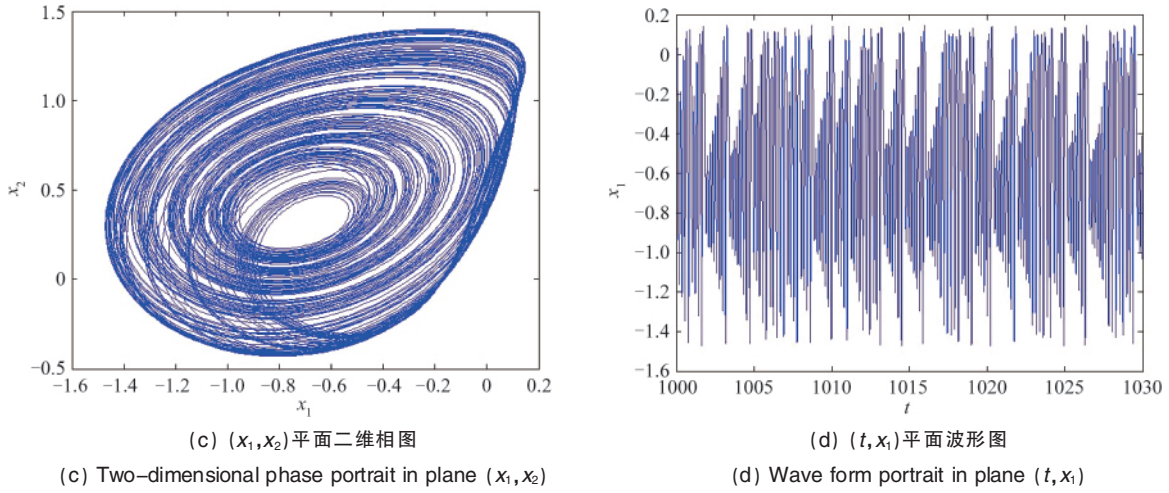 1.5
1.0
0.5
0
−0.5
x₂
−1.6 −1.4 −1.2 −1.0 −0.8 −0.6 −0.4 −0.2 0 0.2
x₁
(c) (x₁,x₂)平面二维相图
(c) Two−dimensional phase portrait in plane (x₁,x₂)
0.2
0
−0.2
−0.4
−0.6
−0.8
−1.0
−1.2
−1.4
−1.6
x₁
1000 1005 1010 1015 1020 1025 1030
t
(d) (t,x₁)平面波形图
(d) Wave form portrait in plane (t,x₁)